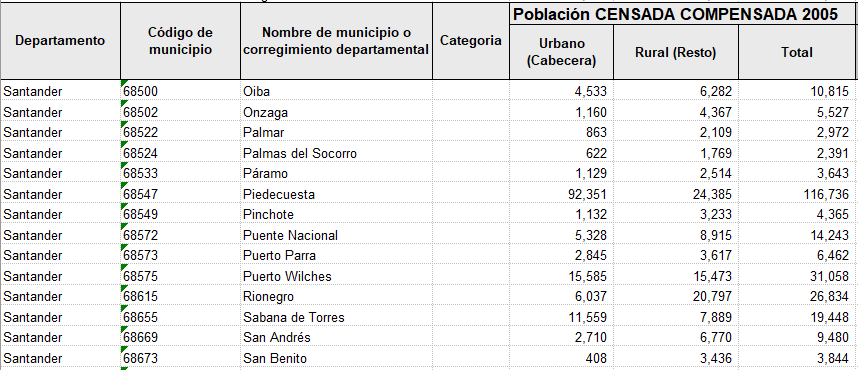 Población CENSADA COMPENSADA 2005
Departamento Código de municipio Nombre de municipio o corregimiento departamental Categoria Urbano (Cabecera) Rural (Resto) Total
Santander 68500 Oiba 4,533 6,282 10,815
Santander 68502 Onzaga 1,160 4,367 5,527
Santander 68522 Palmar 863 2,109 2,972
Santander 68524 Palmas del Socorro 622 1,769 2,391
Santander 68533 Páramo 1,129 2,514 3,643
Santander 68547 Piedecuesta 92,351 24,385 116,736
Santander 68549 Pinchote 1,132 3,233 4,365
Santander 68572 Puente Nacional 5,328 8,915 14,243
Santander 68573 Puerto Parra 2,845 3,617 6,462
Santander 68575 Puerto Wilches 15,585 15,473 31,058
Santander 68615 Rionegro 6,037 20,797 26,834
Santander 68655 Sabana de Torres 11,559 7,889 19,448
Santander 68669 San Andrés 2,710 6,770 9,480
Santander 68673 San Benito 408 3,436 3,844